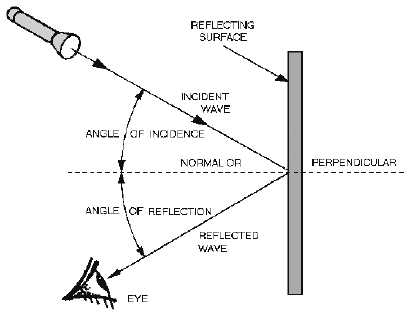 REFLECTING
SURFACE
INCIDENT
WAVE
ANGLE OF INCIDENCE
NORMAL OR PERPENDICULAR
ANGLE OF REFLECTION
REFLECTED
WAVE
EYE